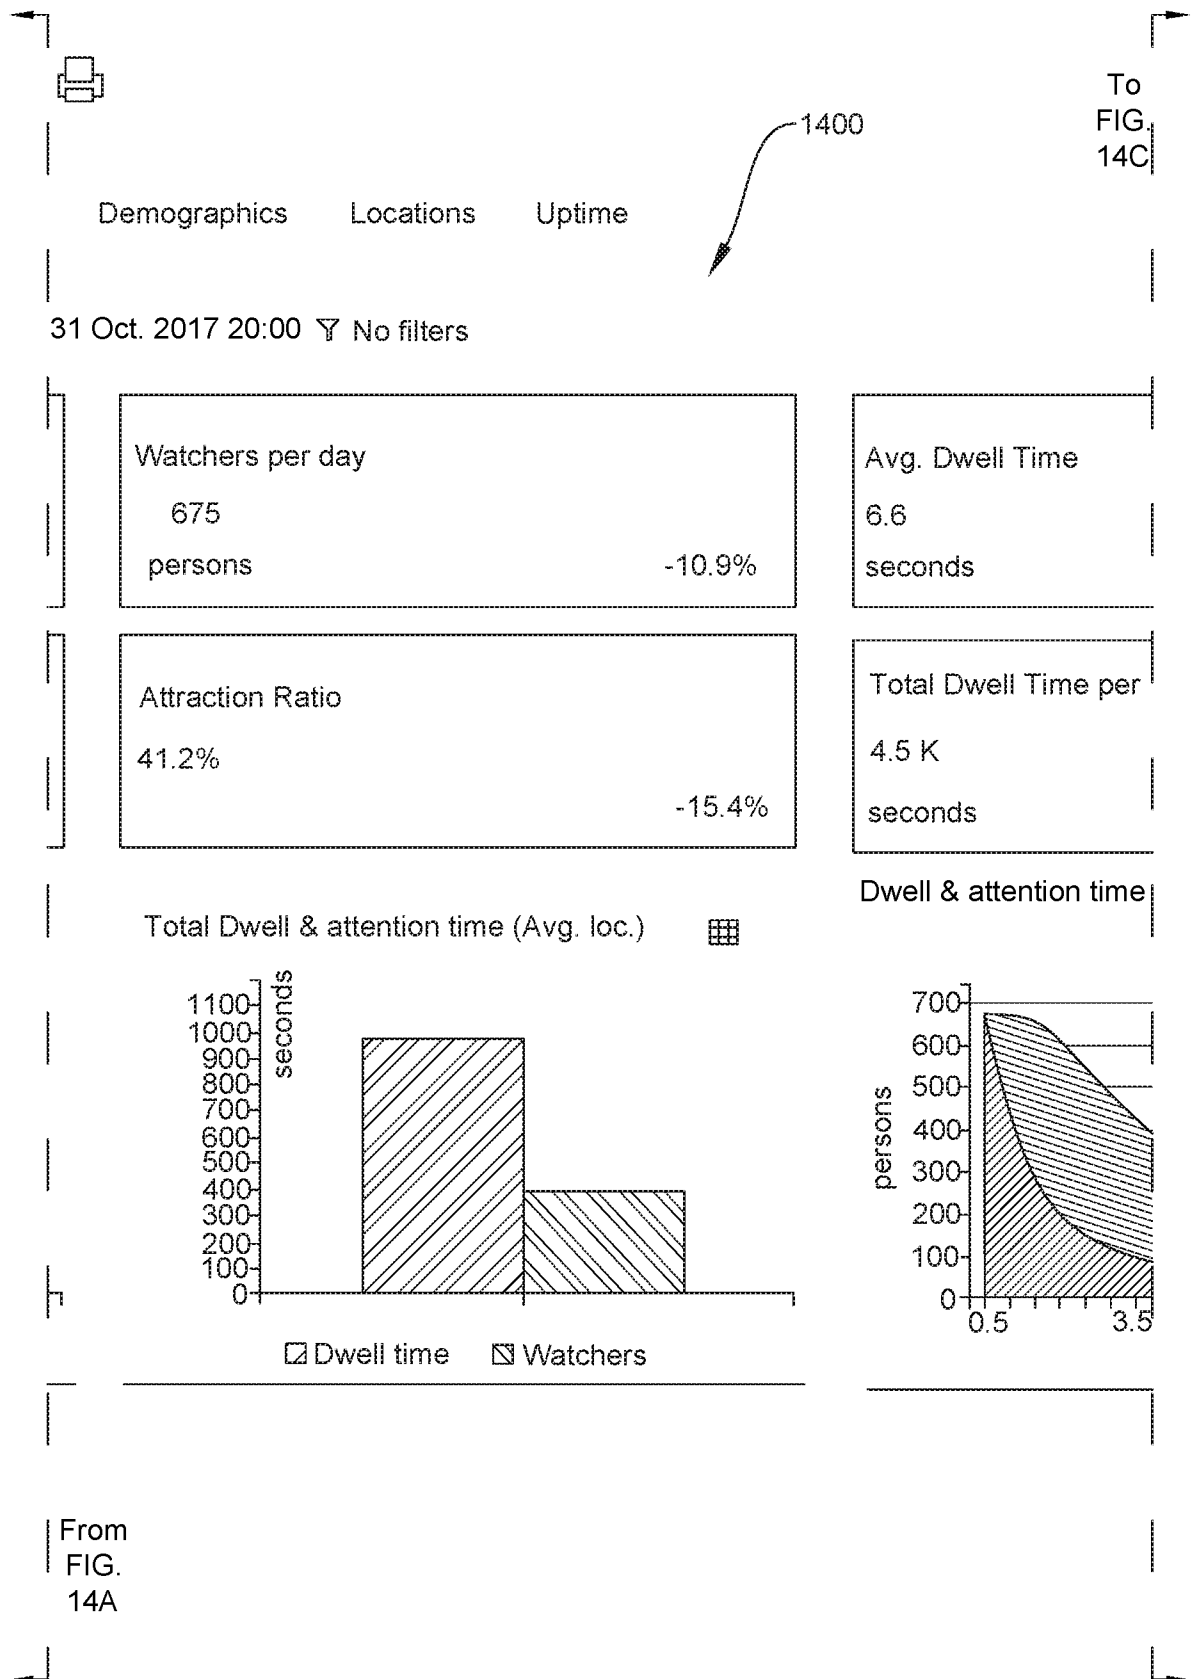 To
FIG.
14C
1400
Demographics Locations Uptime
31 Oct. 2017 20:00 No filters
Watchers per day
675
persons
-10.9%
Avg. Dwell Time
6.6
seconds
Attraction Ratio
41.2%
-15.4%
Total Dwell Time per
4.5 K
seconds
Total Dwell & attention time (Avg. loc.)
seconds
1100
1000
900
800
700
600
500
400
300
200
100
0
Dwell time Watchers
Dwell & attention time
persons
700
600
500
400
300
200
100
0
0.5 3.5
From
FIG.
14A